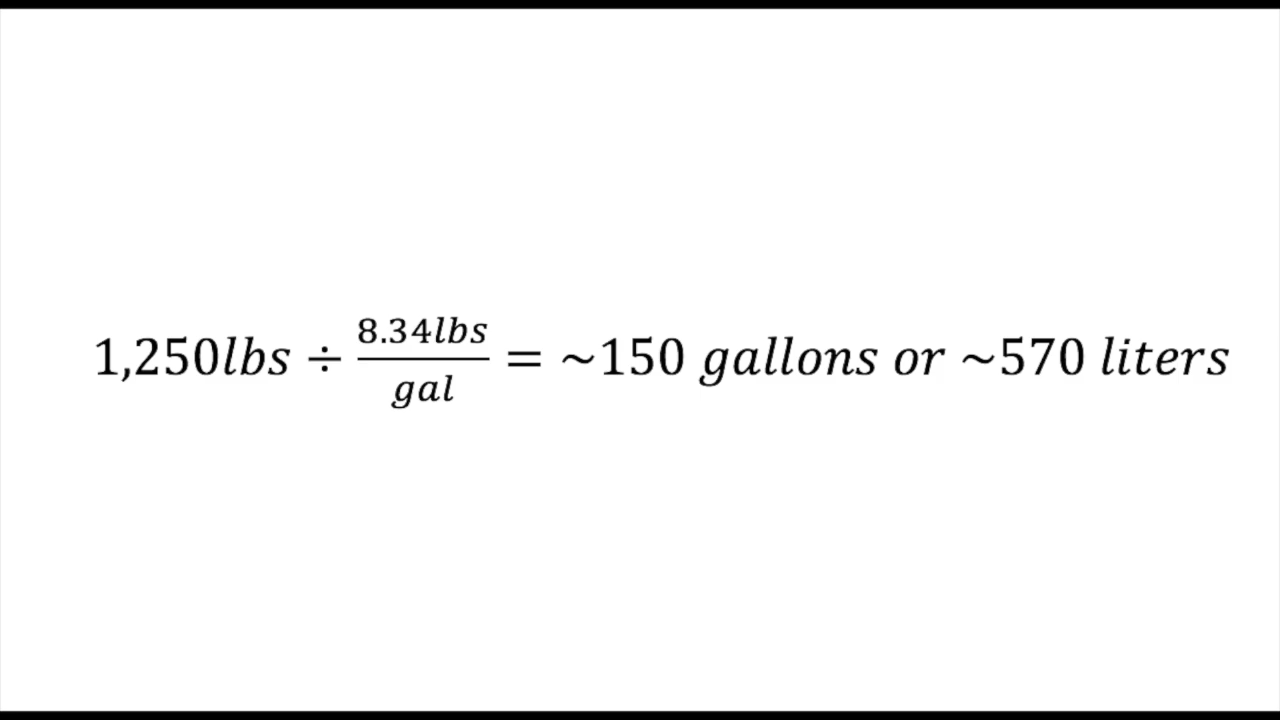 1,250lbs ÷ 8.34lbs/gal = ~150 gallons or ~570 liters